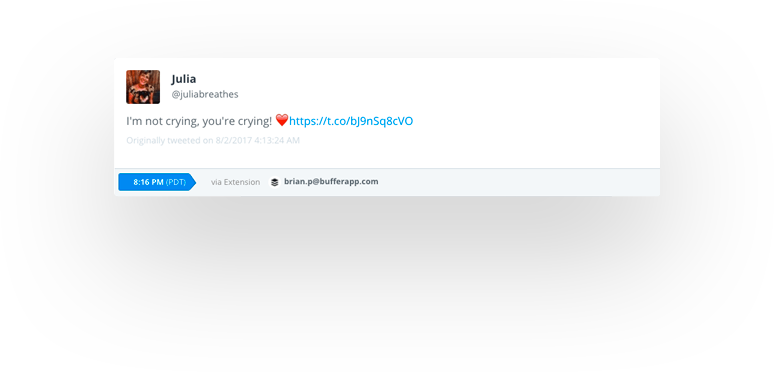 Julia
@juliabreathes
I'm not crying, you're crying! ❤️https://t.co/bJ9nSq8cVO
Originally tweeted on 8/2/2017 4:13:24 AM
8:16 PM (PDT) via Extension brian.p@bufferapp.com